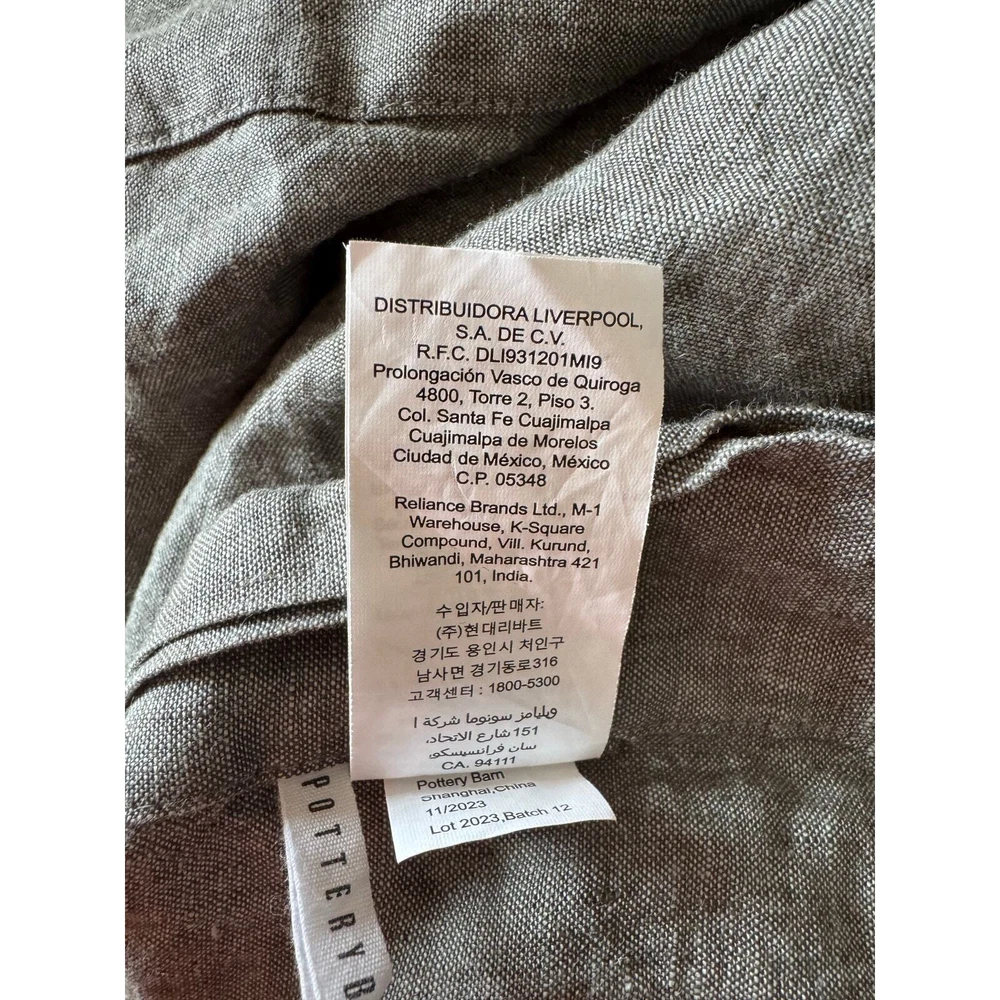 DISTRIBUIDORA LIVERPOOL,
S.A. DE C.V.
R.F.C. DLI931201MI9
Prolongación Vasco de Quiroga
4800, Torre 2, Piso 3.
Col. Santa Fe Cuajimalpa
Cuajimalpa de Morelos
Ciudad de México, México
C.P. 05348
Reliance Brands Ltd., M-1
Warehouse, K-Square
Compound, Vill. Kurund,
Bhiwandi, Maharashtra 421
101, India.
수입자/판매자:
(주)현대리바트
경기도 용인시 처인구
남사면 경기동로316
고객센터 : 1800-5300
ويليامز سونوما شركة ا
151 شارع الاتحاد،
سان فرانسيسكو،
CA. 94111
Pottery Barn
Shanghai,China
11/2023
Lot 2023,Batch 12
POTTERY B